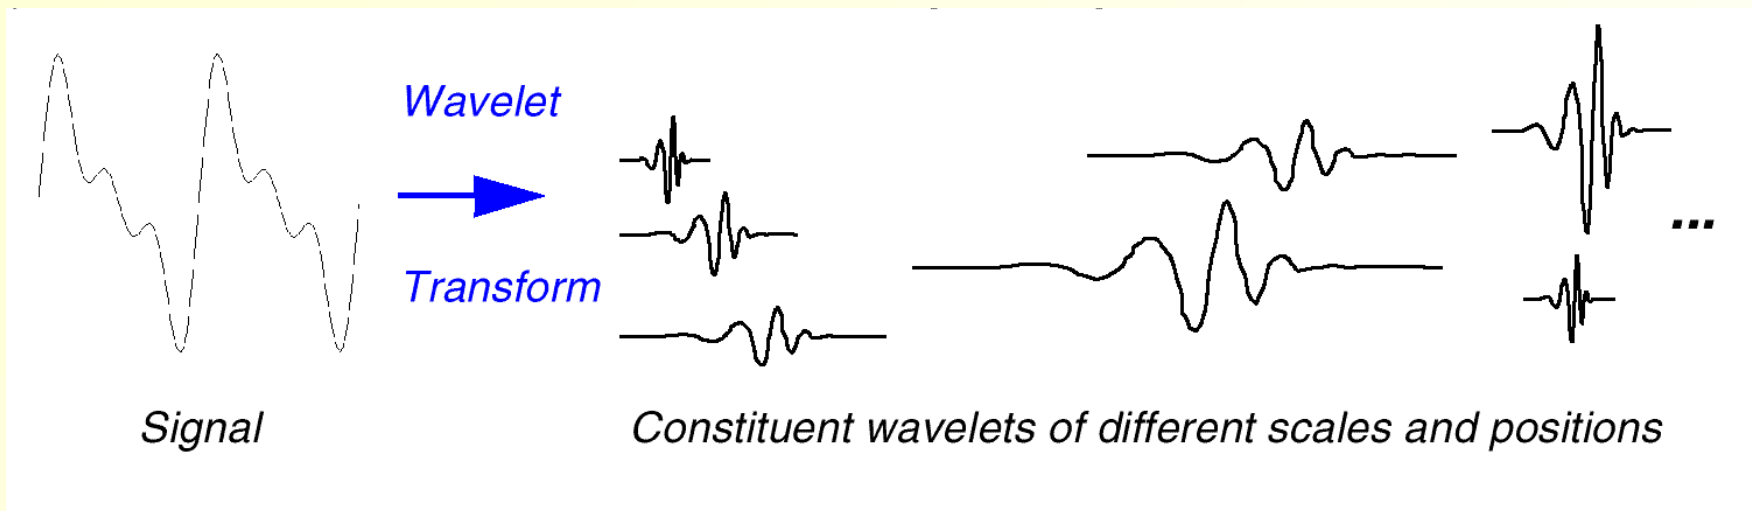 Wavelet
Transform
...
Signal
Constituent wavelets of different scales and positions